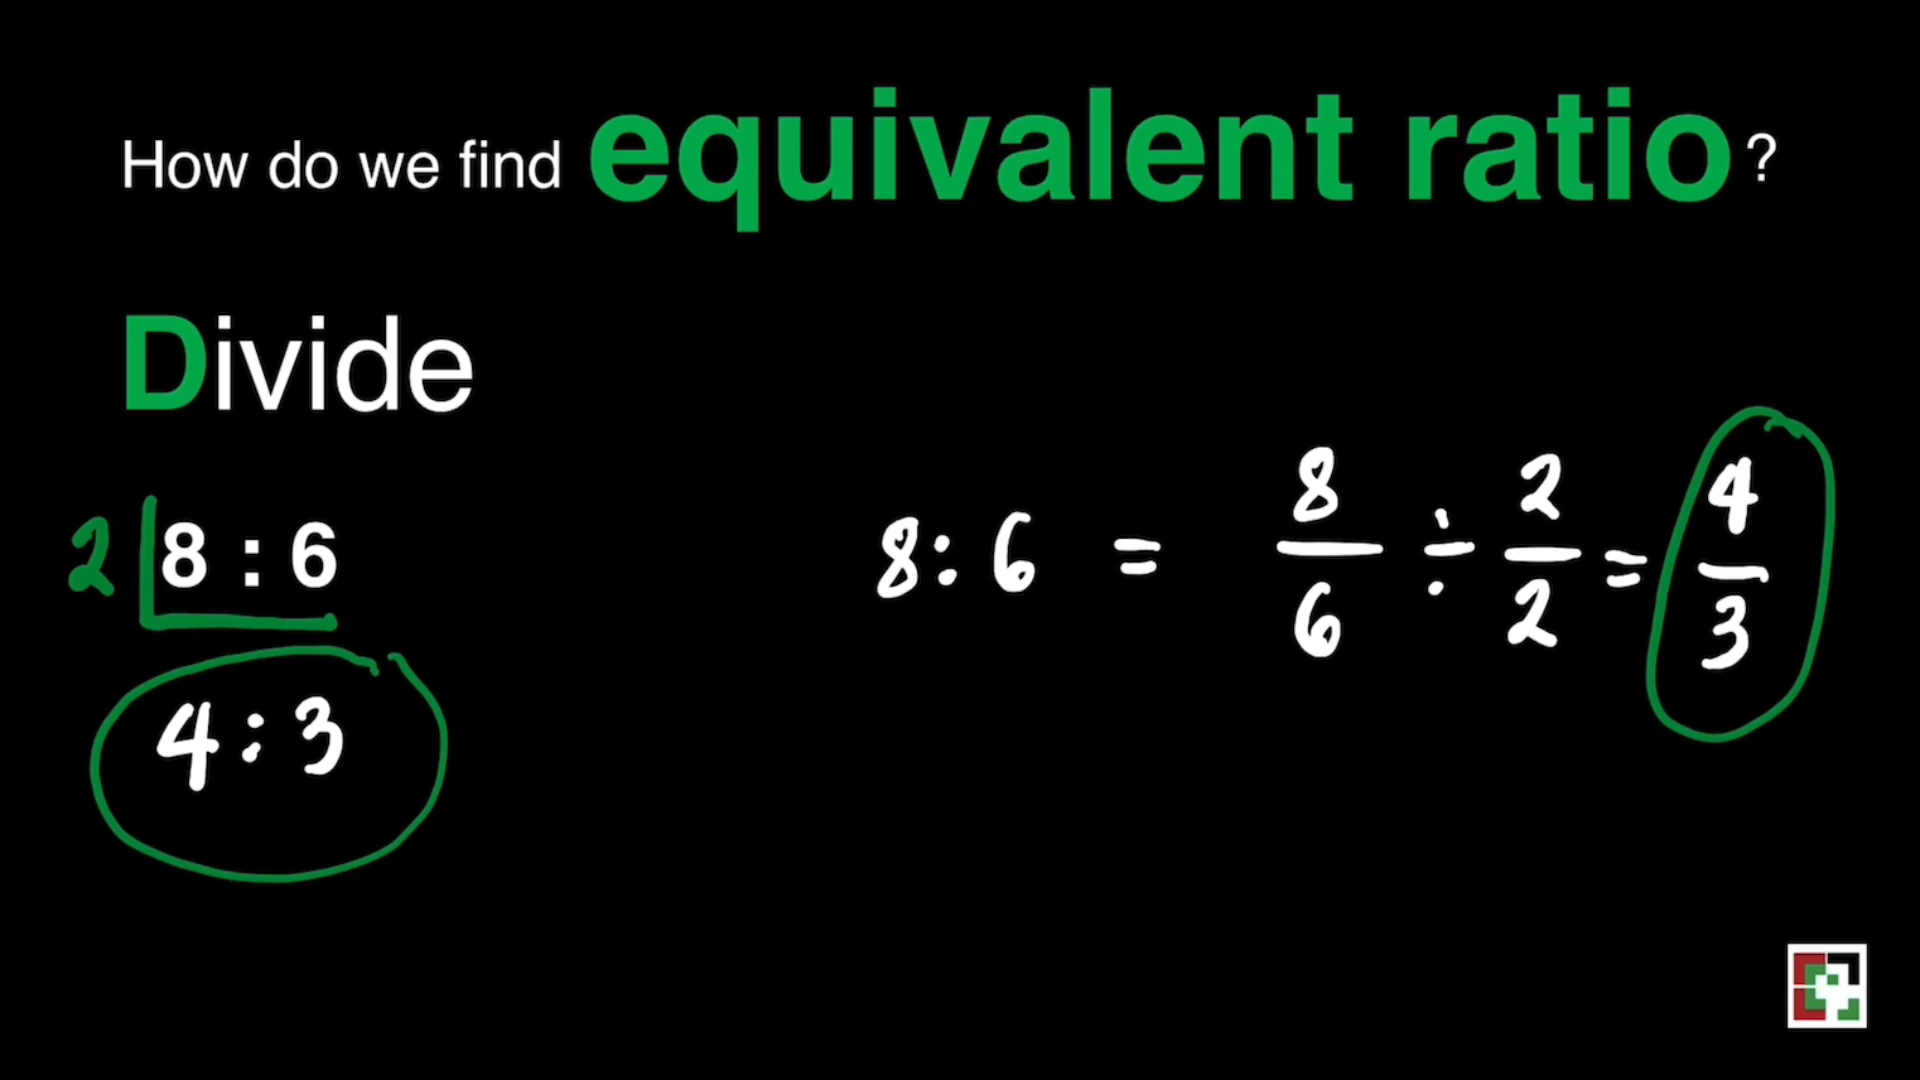 How do we find equivalent ratio?
Divide
2 8 : 6
4 : 3
8 : 6 = 8/6 ÷ 2/2 = 4/3